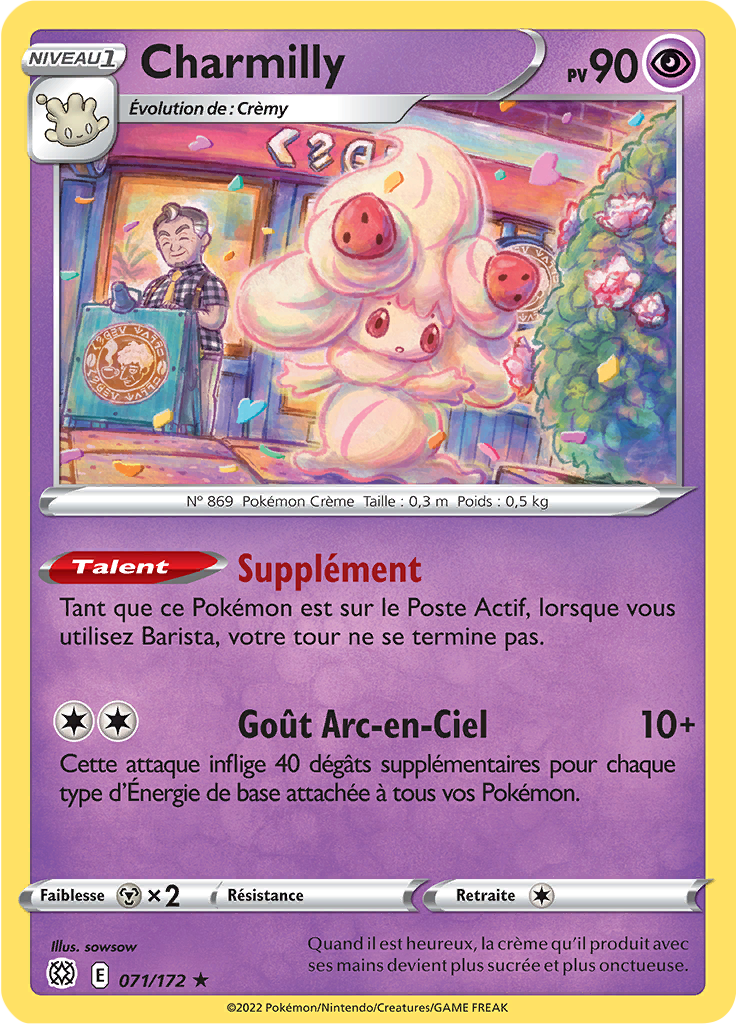 NIVEAU 1
Charmilly
PV 90
Évolution de : Crèmy
N° 869 Pokémon Crème Taille : 0,3 m Poids : 0,5 kg
Talent Supplément
Tant que ce Pokémon est sur le Poste Actif, lorsque vous
utilisez Barista, votre tour ne se termine pas.
Goût Arc-en-Ciel 10+
Cette attaque inflige 40 dégâts supplémentaires pour chaque
type d'Énergie de base attachée à tous vos Pokémon.
Faiblesse ×2 Résistance Retraite
Illus. sowsow
Quand il est heureux, la crème qu'il produit avec
ses mains devient plus sucrée et plus onctueuse.
E 071/172 ★
©2022 Pokémon/Nintendo/Creatures/GAME FREAK